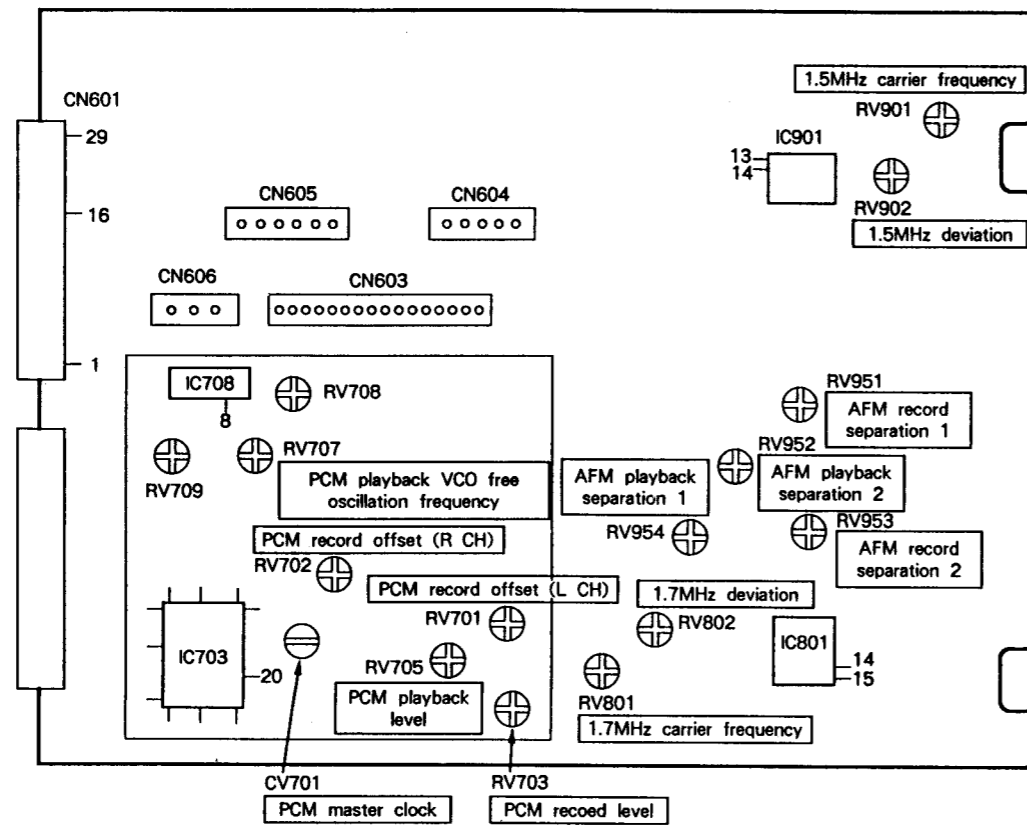 1.5MHz carrier frequency
CN601
RV901
29
IC901
13
14
16
CN605
CN604
RV902
1.5MHz deviation
CN606
CN603
1
IC708
RV708
8
RV951
AFM record
separation 1
RV707
RV709
PCM playback VCO free
oscillation frequency
AFM playback
separation 1
RV952
AFM playback
separation 2
PCM record offset (R CH)
RV954
RV953
AFM record
separation 2
RV702
PCM record offset (L CH)
1.7MHz deviation
RV701
RV802
IC703
IC801
20
RV705
14
15
PCM playback
level
RV801
1.7MHz carrier frequency
CV701
PCM master clock
RV703
PCM recoed level